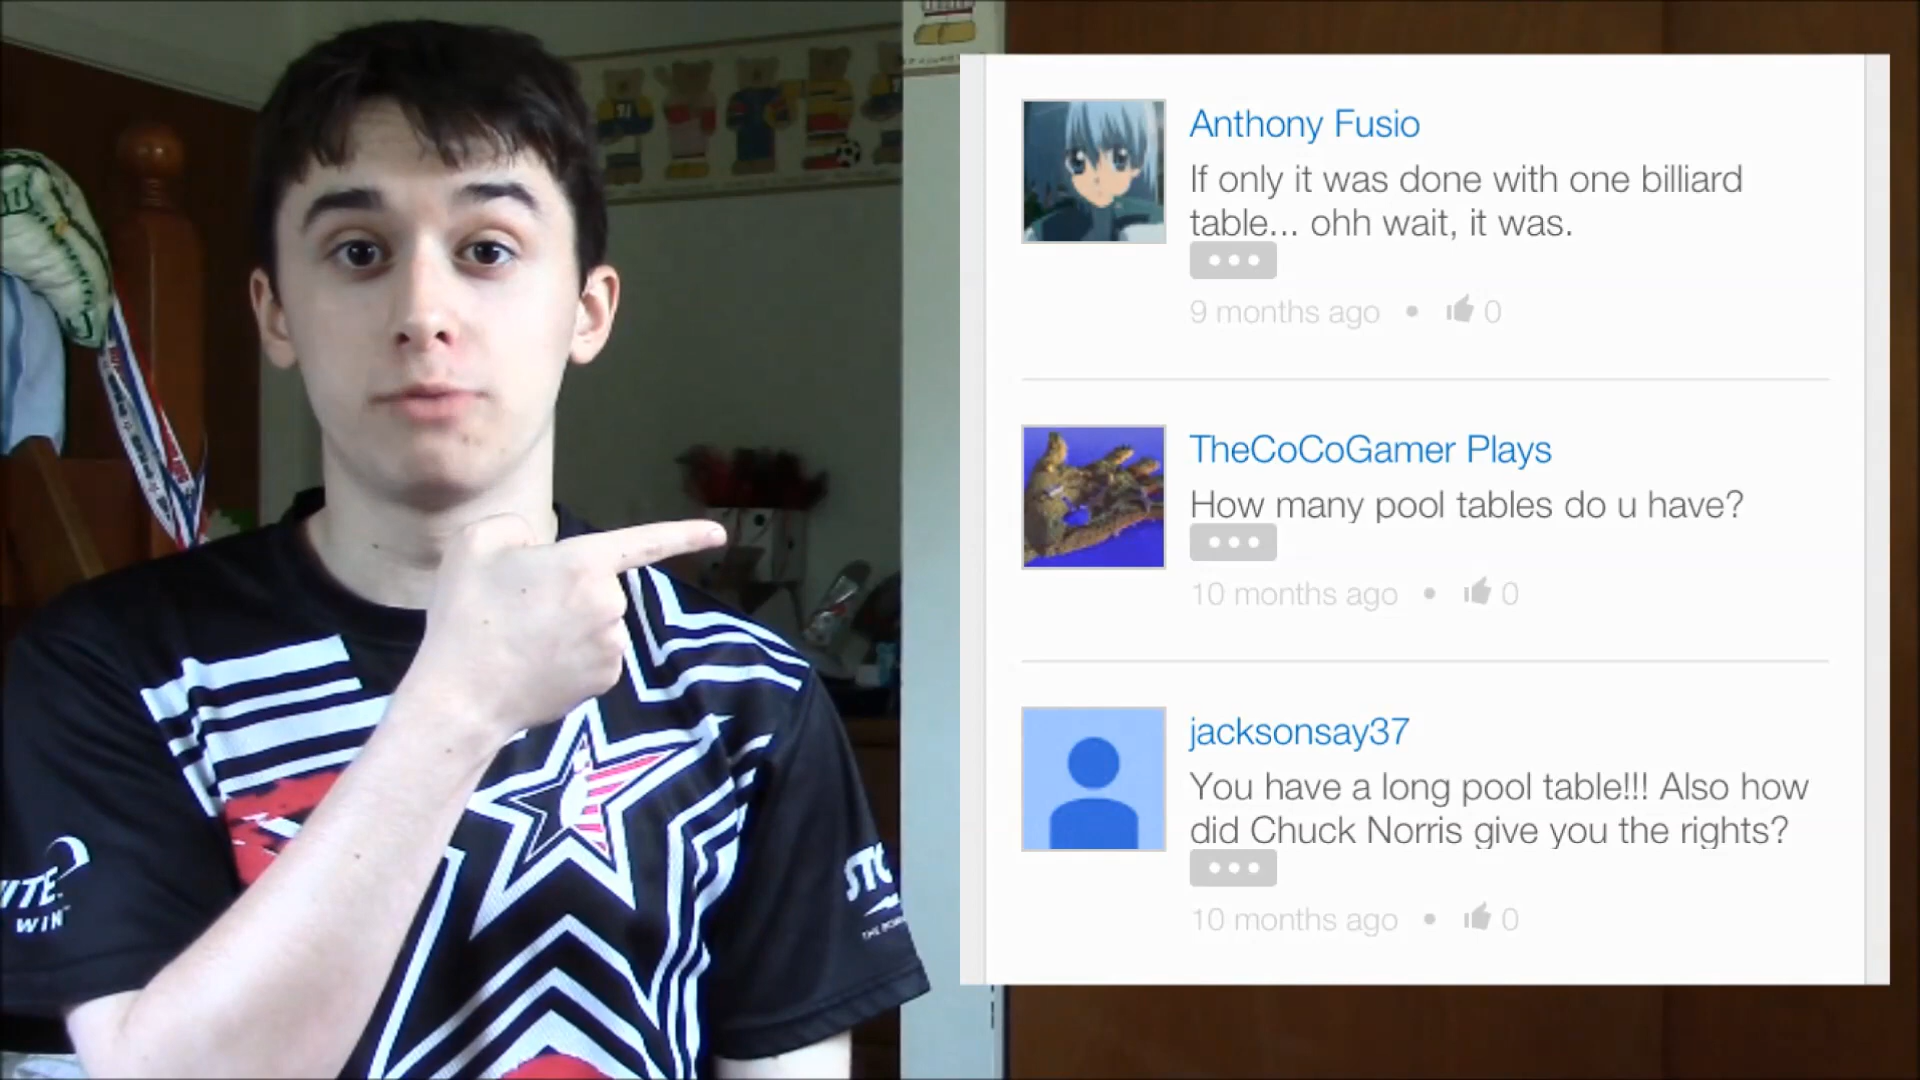 Anthony Fusio
If only it was done with one billiard
table... ohh wait, it was.
9 months ago • 0
TheCoCoGamer Plays
How many pool tables do u have?
10 months ago • 0
jacksonsay37
You have a long pool table!!! Also how
did Chuck Norris give you the rights?
10 months ago • 0
WIN